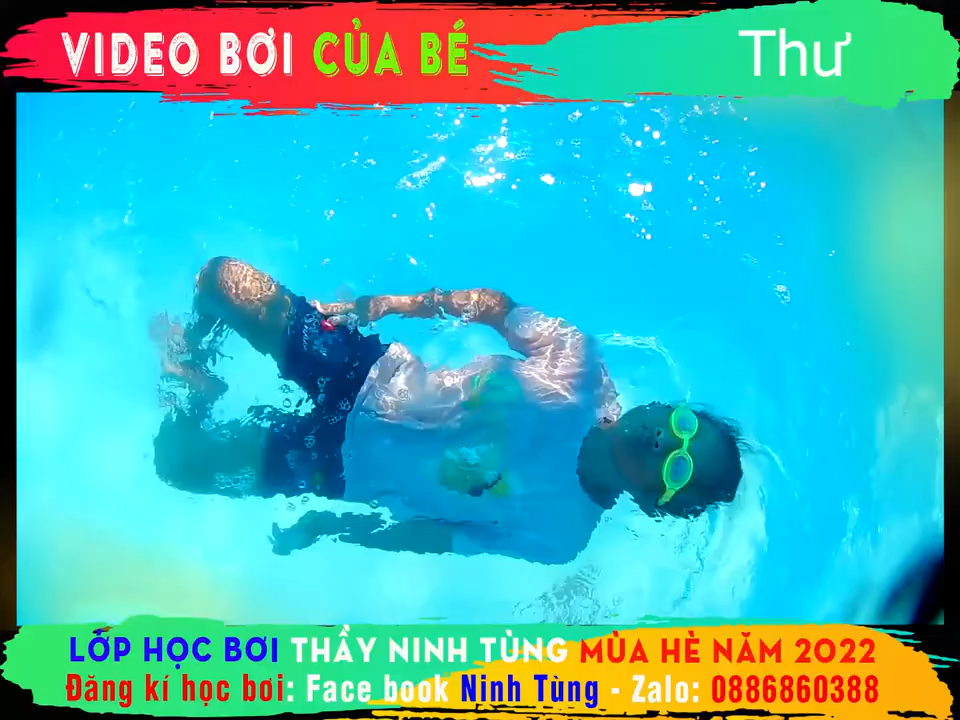 VIDEO BƠI CỦA BÉ
Thư
LỚP HỌC BƠI THẦY NINH TÙNG MÙA HÈ NĂM 2022
Đăng kí học bơi: Face book Ninh Tùng - Zalo: 0886860388